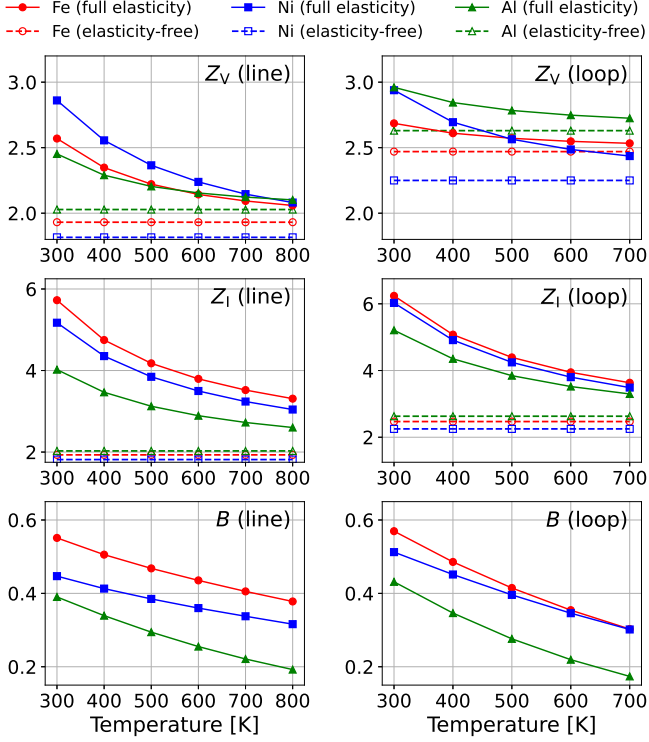 Fe (full elasticity) Ni (full elasticity) Al (full elasticity)
Fe (elasticity-free) Ni (elasticity-free) Al (elasticity-free)
Z_V (line)
3.0
2.5
2.0
300 400 500 600 700 800
Z_V (loop)
3.0
2.5
2.0
300 400 500 600 700
Z_I (line)
6
4
2
300 400 500 600 700 800
Z_I (loop)
6
4
2
300 400 500 600 700
B (line)
0.6
0.4
0.2
300 400 500 600 700 800
Temperature [K]
B (loop)
0.6
0.4
0.2
300 400 500 600 700
Temperature [K]